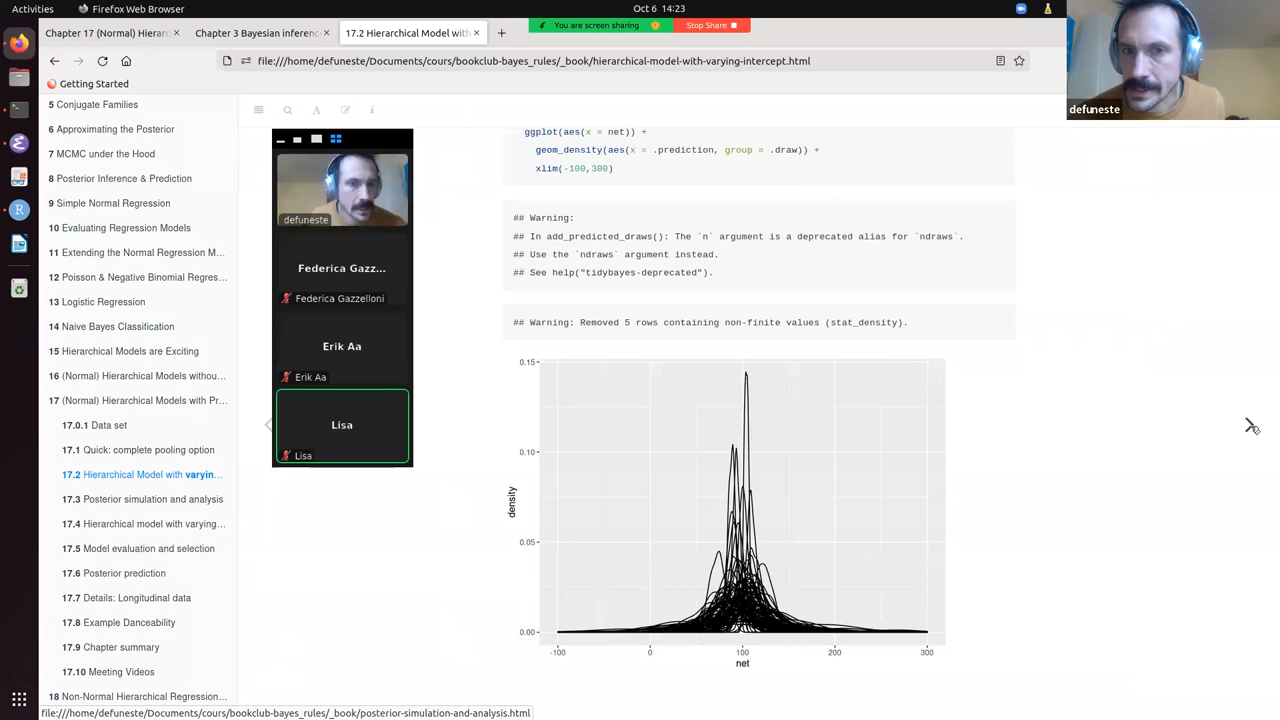 Activities
Firefox Web Browser
Oct 6 14:23
You are screen sharing
Stop Share
Chapter 17 (Normal) Hierarc
Chapter 3 Bayesian inferenc
17.2 Hierarchical Model with
file:///home/defuneste/Documents/cours/bookclub-bayes_rules/_book/hierarchical-model-with-varying-intercept.html
Getting Started
defuneste
5 Conjugate Families
6 Approximating the Posterior
7 MCMC under the Hood
8 Posterior Inference & Prediction
9 Simple Normal Regression
10 Evaluating Regression Models
11 Extending the Normal Regression M…
12 Poisson & Negative Binomial Regres…
13 Logistic Regression
14 Naive Bayes Classification
15 Hierarchical Models are Exciting
16 (Normal) Hierarchical Models withou…
17 (Normal) Hierarchical Models with Pr…
17.0.1 Data set
17.1 Quick: complete pooling option
17.2 Hierarchical Model with varyin…
17.3 Posterior simulation and analysis
17.4 Hierarchical model with varying…
17.5 Model evaluation and selection
17.6 Posterior prediction
17.7 Details: Longitudinal data
17.8 Example Danceability
17.9 Chapter summary
17.10 Meeting Videos
18 Non-Normal Hierarchical Regression…
defuneste
Federica Gazz...
Federica Gazzelloni
Erik Aa
Erik Aa
Lisa
Lisa
ggplot(aes(x = net)) +
geom_density(aes(x = .prediction, group = .draw)) +
xlim(-100,300)
## Warning:
## In add_predicted_draws(): The `n` argument is a deprecated alias for `ndraws`.
## Use the `ndraws` argument instead.
## See help("tidybayes-deprecated").
## Warning: Removed 5 rows containing non-finite values (stat_density).
0.15
0.10
0.05
0.00
density
-100
0
100
200
300
net
file:///home/defuneste/Documents/cours/bookclub-bayes_rules/_book/posterior-simulation-and-analysis.html